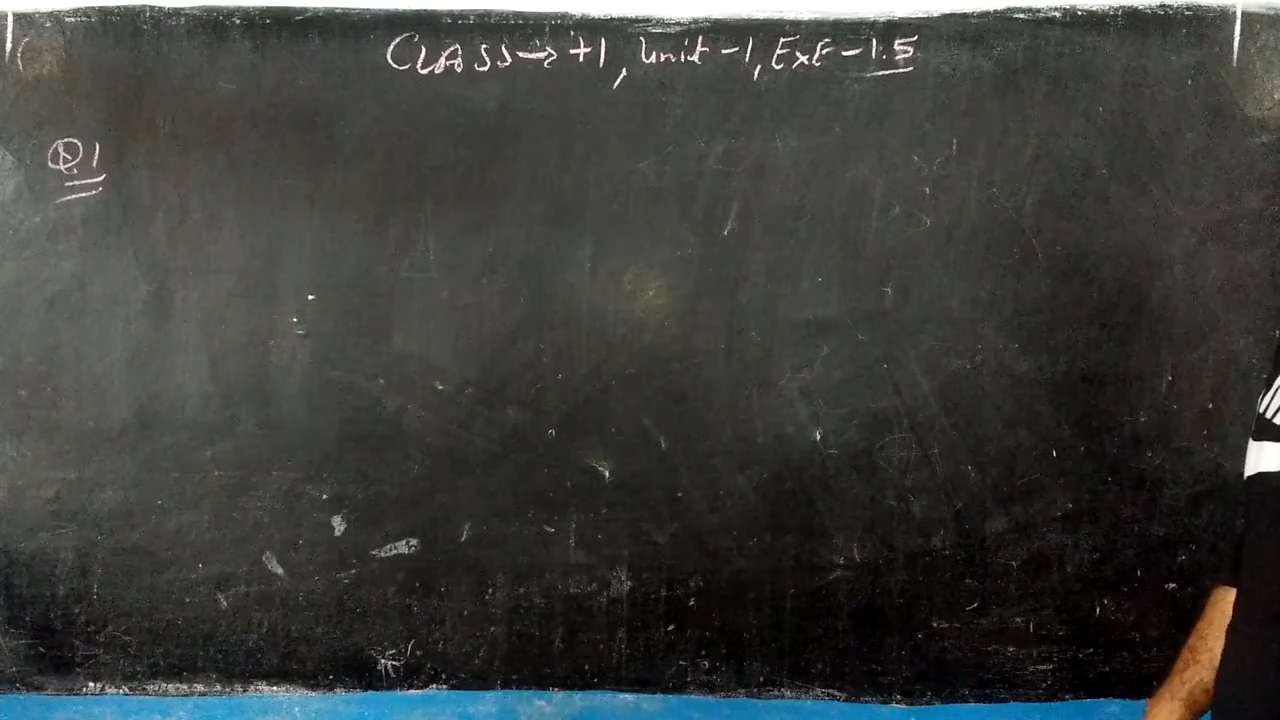 CLASS→ +1, Unit -1, EXE -1.5
Q1